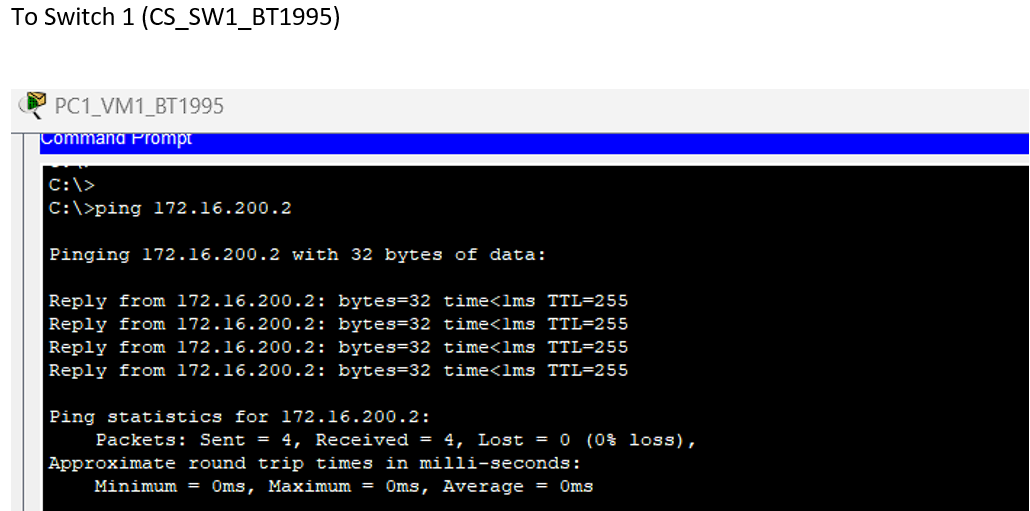 To Switch 1 (CS_SW1_BT1995)
PC1_VM1_BT1995
Command Prompt
C:\>
C:\>ping 172.16.200.2
Pinging 172.16.200.2 with 32 bytes of data:
Reply from 172.16.200.2: bytes=32 time<1ms TTL=255
Reply from 172.16.200.2: bytes=32 time<1ms TTL=255
Reply from 172.16.200.2: bytes=32 time<1ms TTL=255
Reply from 172.16.200.2: bytes=32 time<1ms TTL=255
Ping statistics for 172.16.200.2:
Packets: Sent = 4, Received = 4, Lost = 0 (0% loss),
Approximate round trip times in milli-seconds:
Minimum = 0ms, Maximum = 0ms, Average = 0ms